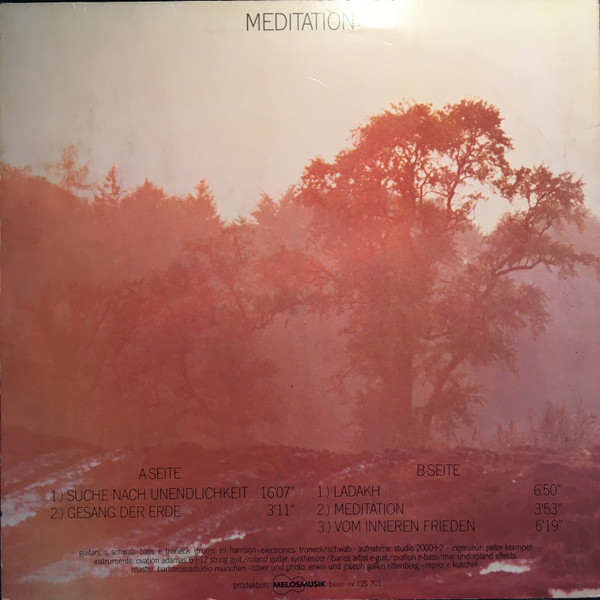 MEDITATION
A-SEITE
1.) SUCHE NACH UNENDLICHKEIT 16'07"
2.) GESANG DER ERDE 3'11"
B-SEITE
1.) LADAKH 6'50"
2.) MEDITATION 3'53"
3.) VOM INNEREN FRIEDEN 6'19"
guitars, s. schwab · bass e. troneck · drums m. harrison · electronics troneck/schwab · aufnahme: studio 2000+2 · ingenieur: peter kramper
instrumente: ovation adamas 6+12 string guit./roland guitar synthesizer/ibanez artist e-guit./ovation e-bass/mxr und roland effects
master: barbarossastudio münchen · cover und photo: erwin und joseph gallus rittenberg · repro: r. kotschel
produktion: MELOSMUSIK best.-nr. GS 701